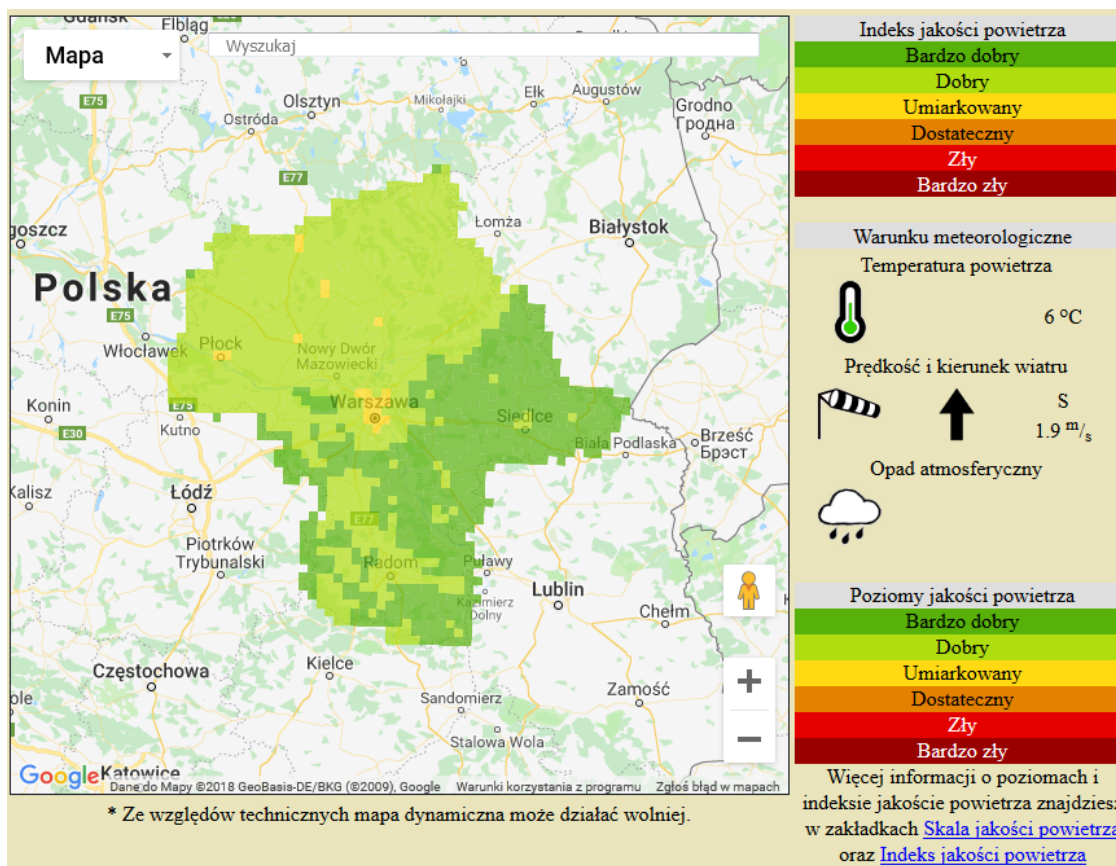 Gdańsk
Elbląg
Mapa
Wyszukaj
E75
Olsztyn
Mikołajki
Ełk
Augustów
Ostróda
Grodno
Гродна
E77
Łomża
Białystok
goszcz
Polska
E75
Włocławek
Płock
Nowy Dwór
Mazowiecki
Konin
E75
Kutno
Warszawa
Siedlce
E30
Biała Podlaska
Brześć
Брэст
Kalisz
Łódź
E77
Piotrków
Trybunalski
Radom
Puławy
Kazimierz
Dolny
Lublin
Chełm
Częstochowa
Kielce
Zamość
ole
Sandomierz
Stalowa Wola
Google
Katowice
Dane do Mapy ©2018 GeoBasis-DE/BKG (©2009), Google Warunki korzystania z programu Zgłoś błąd w mapach
* Ze względów technicznych mapa dynamiczna może działać wolniej.
Indeks jakości powietrza
Bardzo dobry
Dobry
Umiarkowany
Dostateczny
Zły
Bardzo zły
Warunku meteorologiczne
Temperatura powietrza
6 °C
Prędkość i kierunek wiatru
S
1.9 m/s
Opad atmosferyczny
Poziomy jakości powietrza
Bardzo dobry
Dobry
Umiarkowany
Dostateczny
Zły
Bardzo zły
Więcej informacji o poziomach i
indeksie jakoście powietrza znajdziesz
w zakładkach Skala jakości powietrza
oraz Indeks jakości powietrza